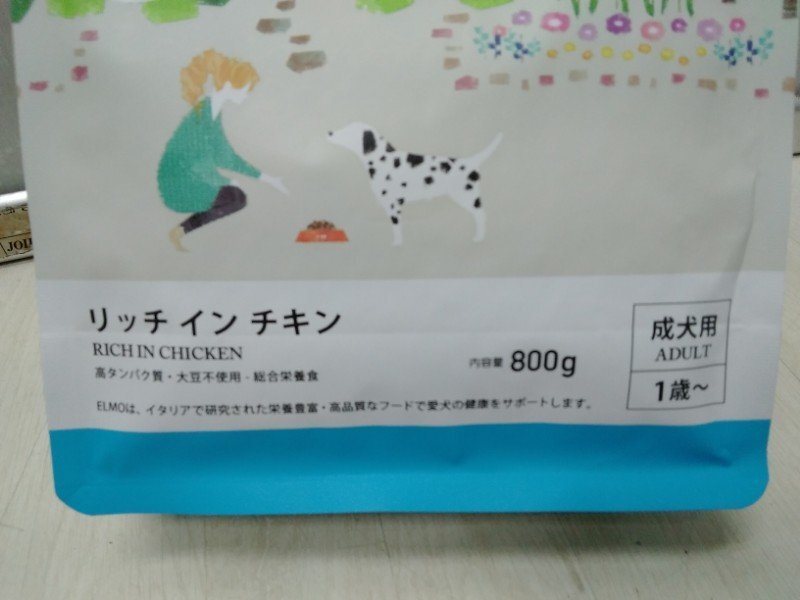 リッチ イン チキン
RICH IN CHICKEN
高タンパク質・大豆不使用 - 総合栄養食
ELMOは、イタリアで研究された栄養豊富・高品質なフードで愛犬の健康をサポートします。
内容量 800g
成犬用
ADULT
1歳～